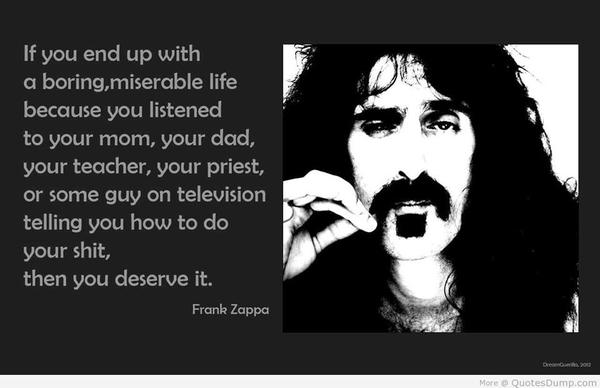 If you end up with
a boring,miserable life
because you listened
to your mom, your dad,
your teacher, your priest,
or some guy on television
telling you how to do
your shit,
then you deserve it.
Frank Zappa
DreamGuerilla, 2012
More @ QuotesDump.com